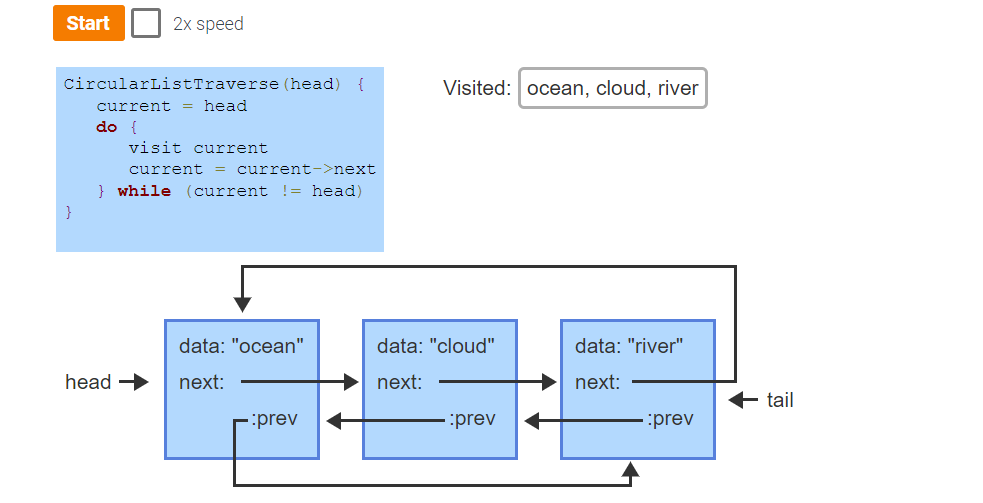 Start 2x speed
CircularListTraverse(head) {
   current = head
   do {
      visit current
      current = current->next
   } while (current != head)
}
Visited: ocean, cloud, river
data: "ocean" data: "cloud" data: "river"
head next: next: next:
tail
:prev :prev :prev